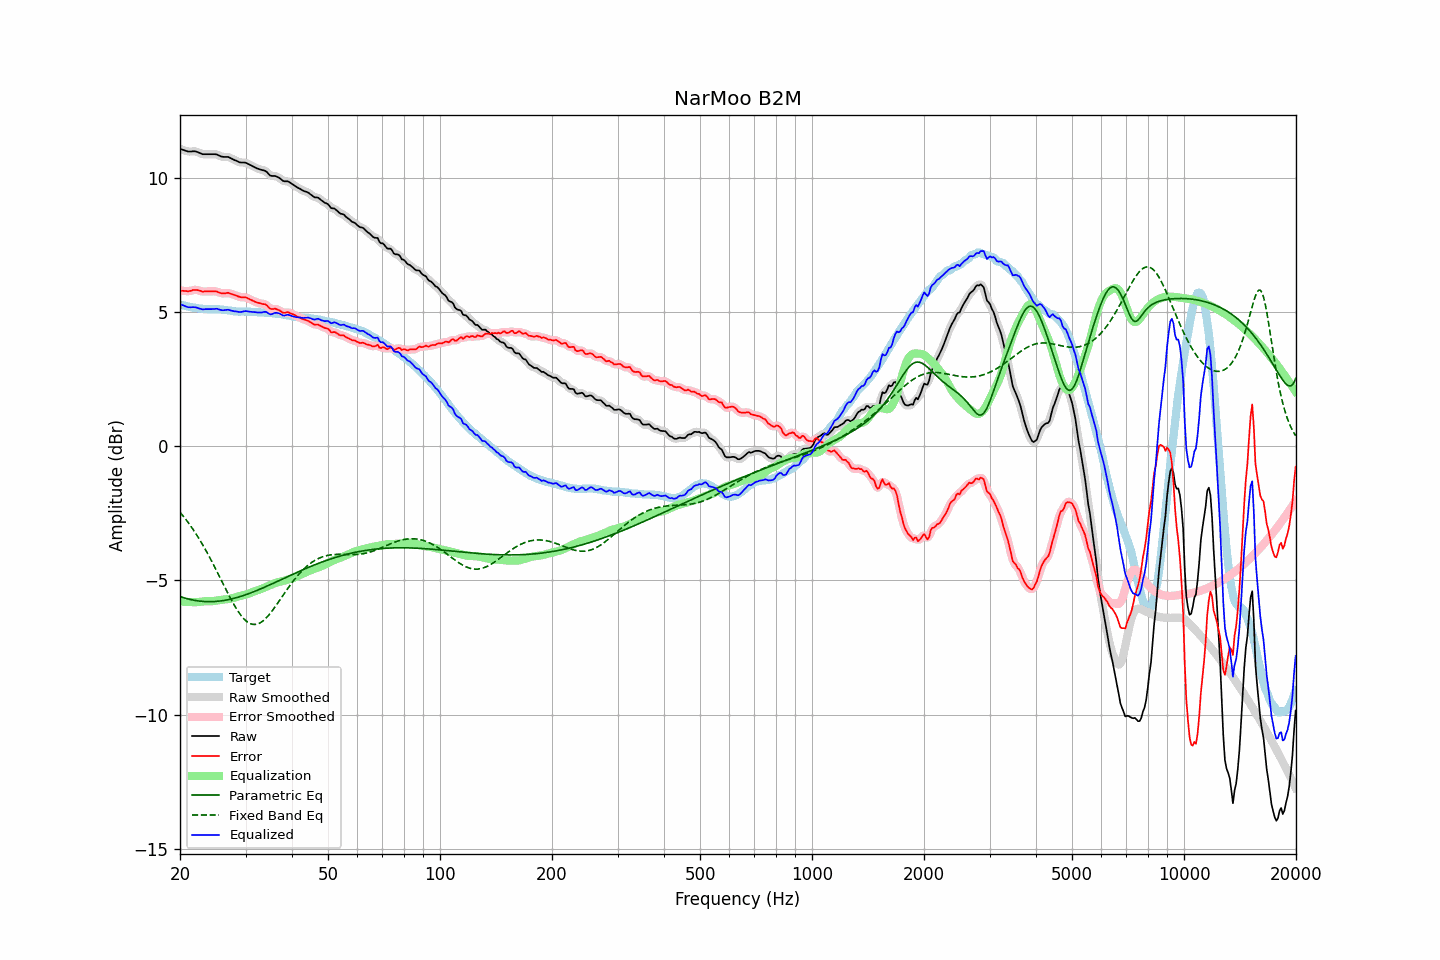 NarMoo B2M
Amplitude (dBr)
10
5
0
−5
−10
−15
Target
Raw Smoothed
Error Smoothed
Raw
Error
Equalization
Parametric Eq
Fixed Band Eq
Equalized
20
50
100
200
500
1000
2000
5000
10000
20000
Frequency (Hz)